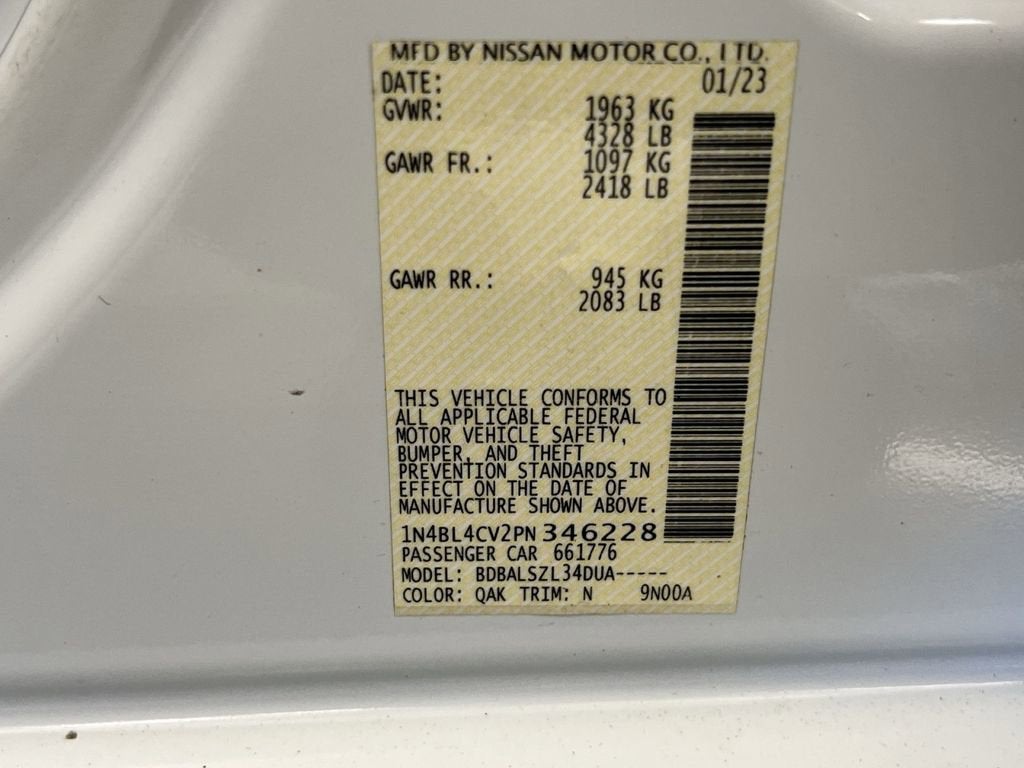 MFD BY NISSAN MOTOR CO., LTD.
DATE: 01/23
GVWR: 1963 KG
4328 LB
GAWR FR.: 1097 KG
2418 LB
GAWR RR.: 945 KG
2083 LB
THIS VEHICLE CONFORMS TO
ALL APPLICABLE FEDERAL
MOTOR VEHICLE SAFETY,
BUMPER, AND THEFT
PREVENTION STANDARDS IN
EFFECT ON THE DATE OF
MANUFACTURE SHOWN ABOVE.
1N4BL4CV2PN346228
PASSENGER CAR 661776
MODEL: BDBALSZL34DUA-----
COLOR: QAK TRIM: N 9N00A